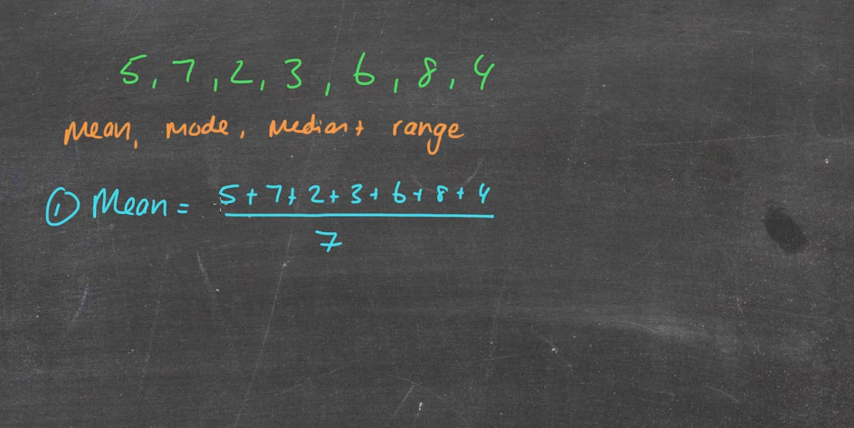 5, 7, 2, 3, 6, 8, 4
Mean, mode, median + range
① Mean = 5 + 7 + 2 + 3 + 6 + 8 + 4
7